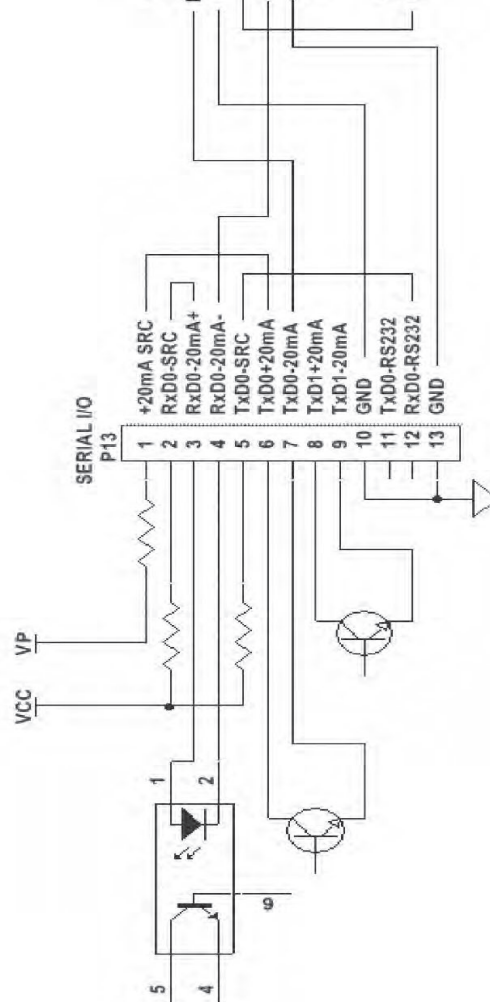 SERIAL I/O
P13
VP
VCC
1 +20mA SRC
2 RxD0-SRC
3 RxD0-20mA+
4 RxD0-20mA-
5 TxD0-SRC
6 TxD0+20mA
7 TxD0-20mA
8 TxD1+20mA
9 TxD1-20mA
10 GND
11 TxD0-RS232
12 RxD0-RS232
13 GND
1
2
5
4
6